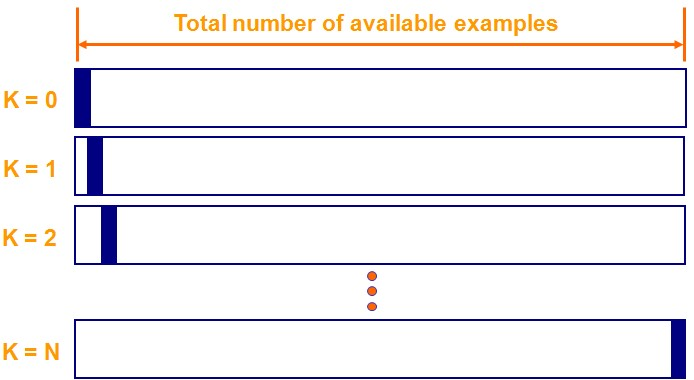 Total number of available examples
K = 0
K = 1
K = 2
K = N